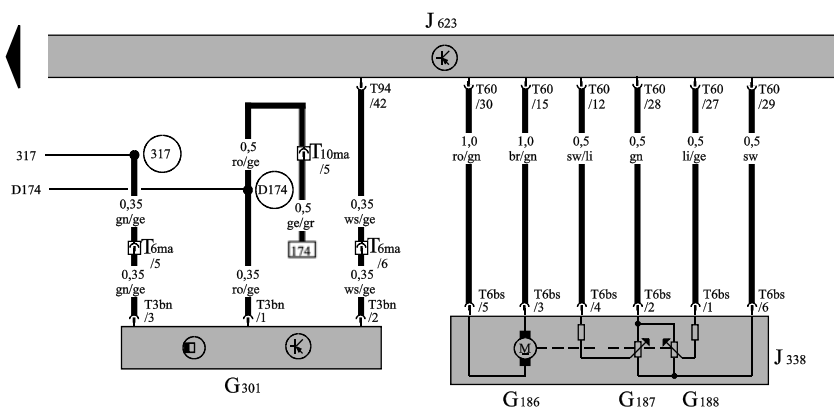 J 623
T94 /42
T60 /30
T60 /15
T60 /12
T60 /28
T60 /27
T60 /29
317
317
0,5 ro/ge
T10ma /5
1,0 ro/gn
1,0 br/gn
0,5 sw/li
0,5 gn
0,5 li/ge
0,5 sw
D174
D174
0,35 gn/ge
0,5 ge/gr
0,35 ws/ge
T6ma /5
174
T6ma /6
0,35 gn/ge
0,35 ro/ge
0,35 ws/ge
T3bn /3
T3bn /1
T3bn /2
T6bs /5
T6bs /3
T6bs /4
T6bs /2
T6bs /1
T6bs /6
M
J 338
G301
G186
G187
G188